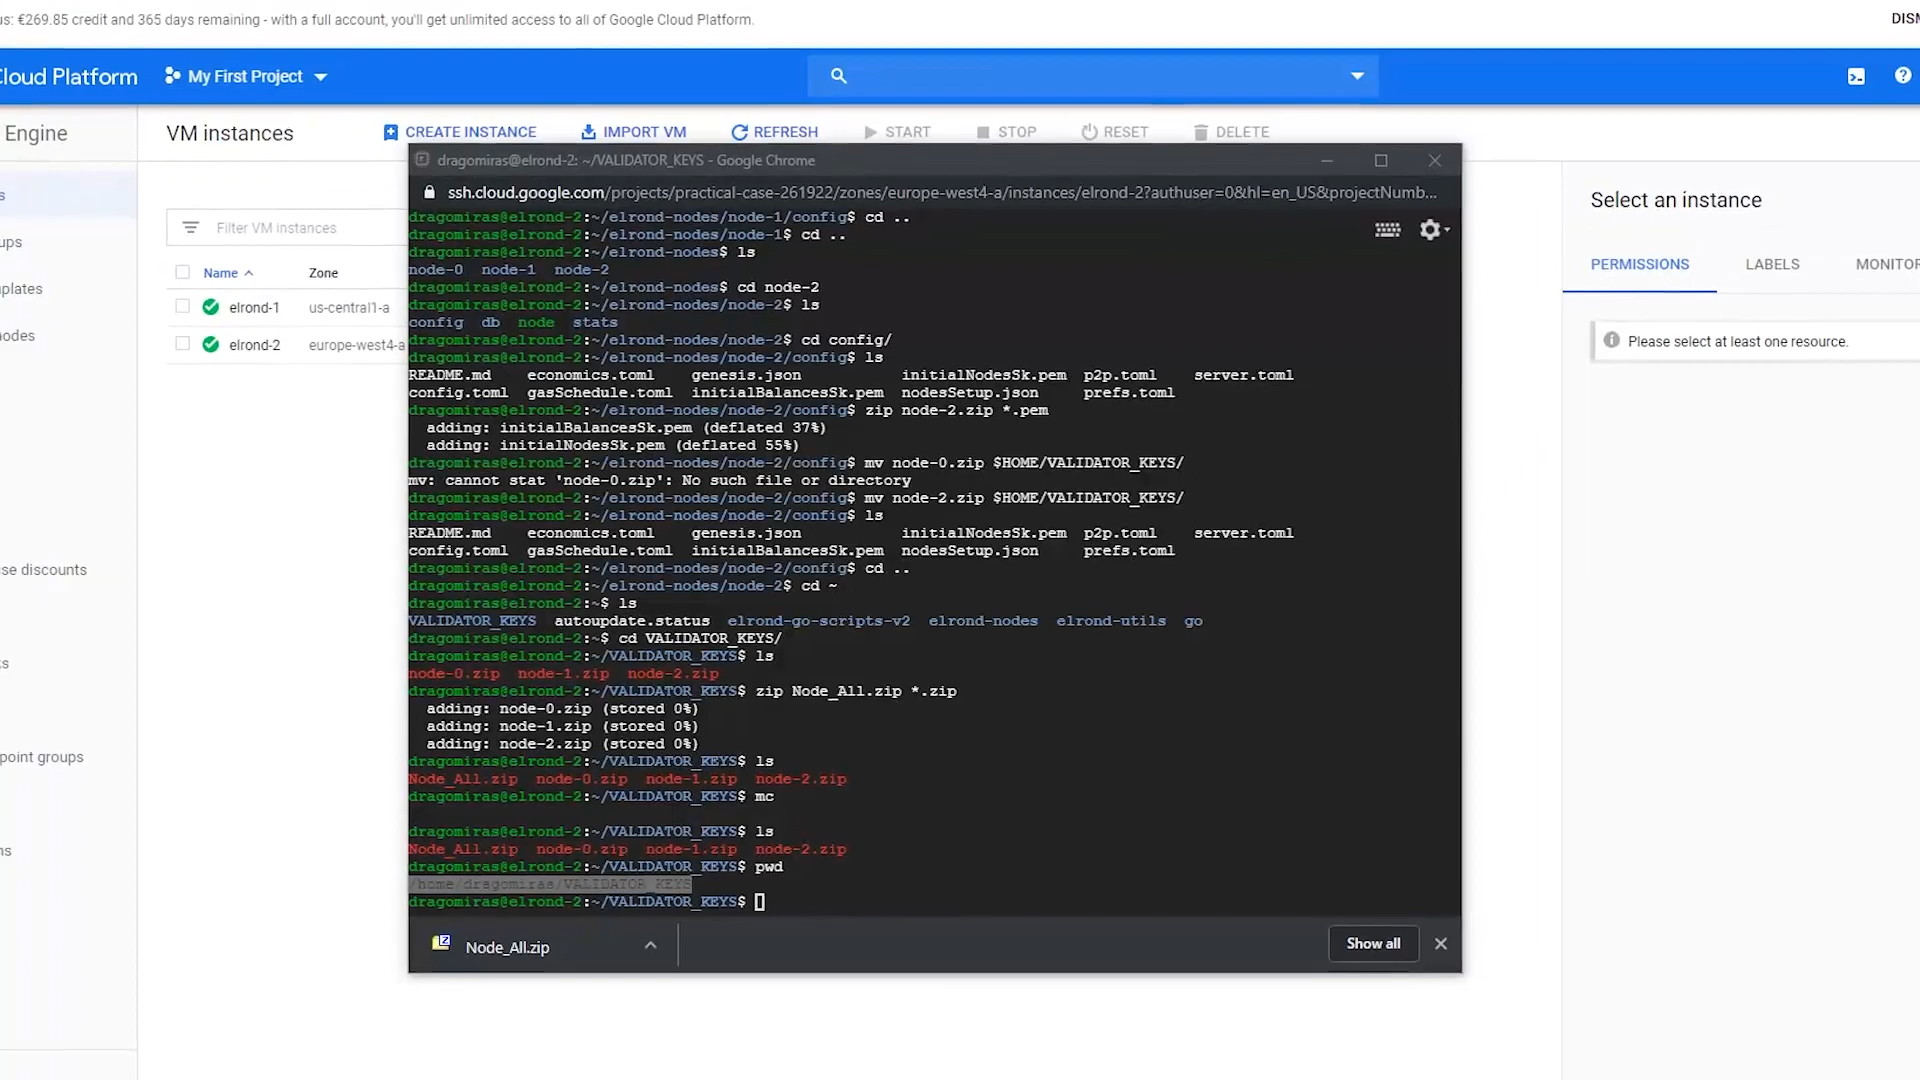 us: €269.85 credit and 365 days remaining - with a full account, you'll get unlimited access to all of Google Cloud Platform.
Cloud Platform
My First Project
Engine
VM instances
CREATE INSTANCE
IMPORT VM
REFRESH
START
STOP
RESET
DELETE
Filter VM instances
Name
Zone
elrond-1
us-central1-a
elrond-2
europe-west4-a
se discounts
point groups
dragomiras@elrond-2: ~/VALIDATOR_KEYS - Google Chrome
ssh.cloud.google.com/projects/practical-case-261922/zones/europe-west4-a/instances/elrond-2?authuser=0&hl=en_US&projectNumb...
dragomiras@elrond-2:~/elrond-nodes/node-1/config$ cd ..
dragomiras@elrond-2:~/elrond-nodes/node-1$ cd ..
dragomiras@elrond-2:~/elrond-nodes$ ls
node-0 node-1 node-2
dragomiras@elrond-2:~/elrond-nodes$ cd node-2
dragomiras@elrond-2:~/elrond-nodes/node-2$ ls
config db node stats
dragomiras@elrond-2:~/elrond-nodes/node-2$ cd config/
dragomiras@elrond-2:~/elrond-nodes/node-2/config$ ls
README.md economics.toml genesis.json initialNodesSk.pem p2p.toml server.toml
config.toml gasSchedule.toml initialBalancesSk.pem nodesSetup.json prefs.toml
dragomiras@elrond-2:~/elrond-nodes/node-2/config$ zip node-2.zip *.pem
adding: initialBalancesSk.pem (deflated 37%)
adding: initialNodesSk.pem (deflated 55%)
dragomiras@elrond-2:~/elrond-nodes/node-2/config$ mv node-0.zip $HOME/VALIDATOR_KEYS/
mv: cannot stat 'node-0.zip': No such file or directory
dragomiras@elrond-2:~/elrond-nodes/node-2/config$ mv node-2.zip $HOME/VALIDATOR_KEYS/
dragomiras@elrond-2:~/elrond-nodes/node-2/config$ ls
README.md economics.toml genesis.json initialNodesSk.pem p2p.toml server.toml
config.toml gasSchedule.toml initialBalancesSk.pem nodesSetup.json prefs.toml
dragomiras@elrond-2:~/elrond-nodes/node-2/config$ cd ..
dragomiras@elrond-2:~/elrond-nodes/node-2$ cd ~
dragomiras@elrond-2:~$ ls
VALIDATOR_KEYS autoupdate.status elrond-go-scripts-v2 elrond-nodes elrond-utils go
dragomiras@elrond-2:~$ cd VALIDATOR_KEYS/
dragomiras@elrond-2:~/VALIDATOR_KEYS$ ls
node-0.zip node-1.zip node-2.zip
dragomiras@elrond-2:~/VALIDATOR_KEYS$ zip Node_All.zip *.zip
adding: node-0.zip (stored 0%)
adding: node-1.zip (stored 0%)
adding: node-2.zip (stored 0%)
dragomiras@elrond-2:~/VALIDATOR_KEYS$ ls
Node_All.zip node-0.zip node-1.zip node-2.zip
dragomiras@elrond-2:~/VALIDATOR_KEYS$ mc
dragomiras@elrond-2:~/VALIDATOR_KEYS$ ls
Node_All.zip node-0.zip node-1.zip node-2.zip
dragomiras@elrond-2:~/VALIDATOR_KEYS$ pwd
/home/dragomiras/VALIDATOR_KEYS
dragomiras@elrond-2:~/VALIDATOR_KEYS$
Node_All.zip
Show all
Select an instance
PERMISSIONS
LABELS
MONITOR
Please select at least one resource.